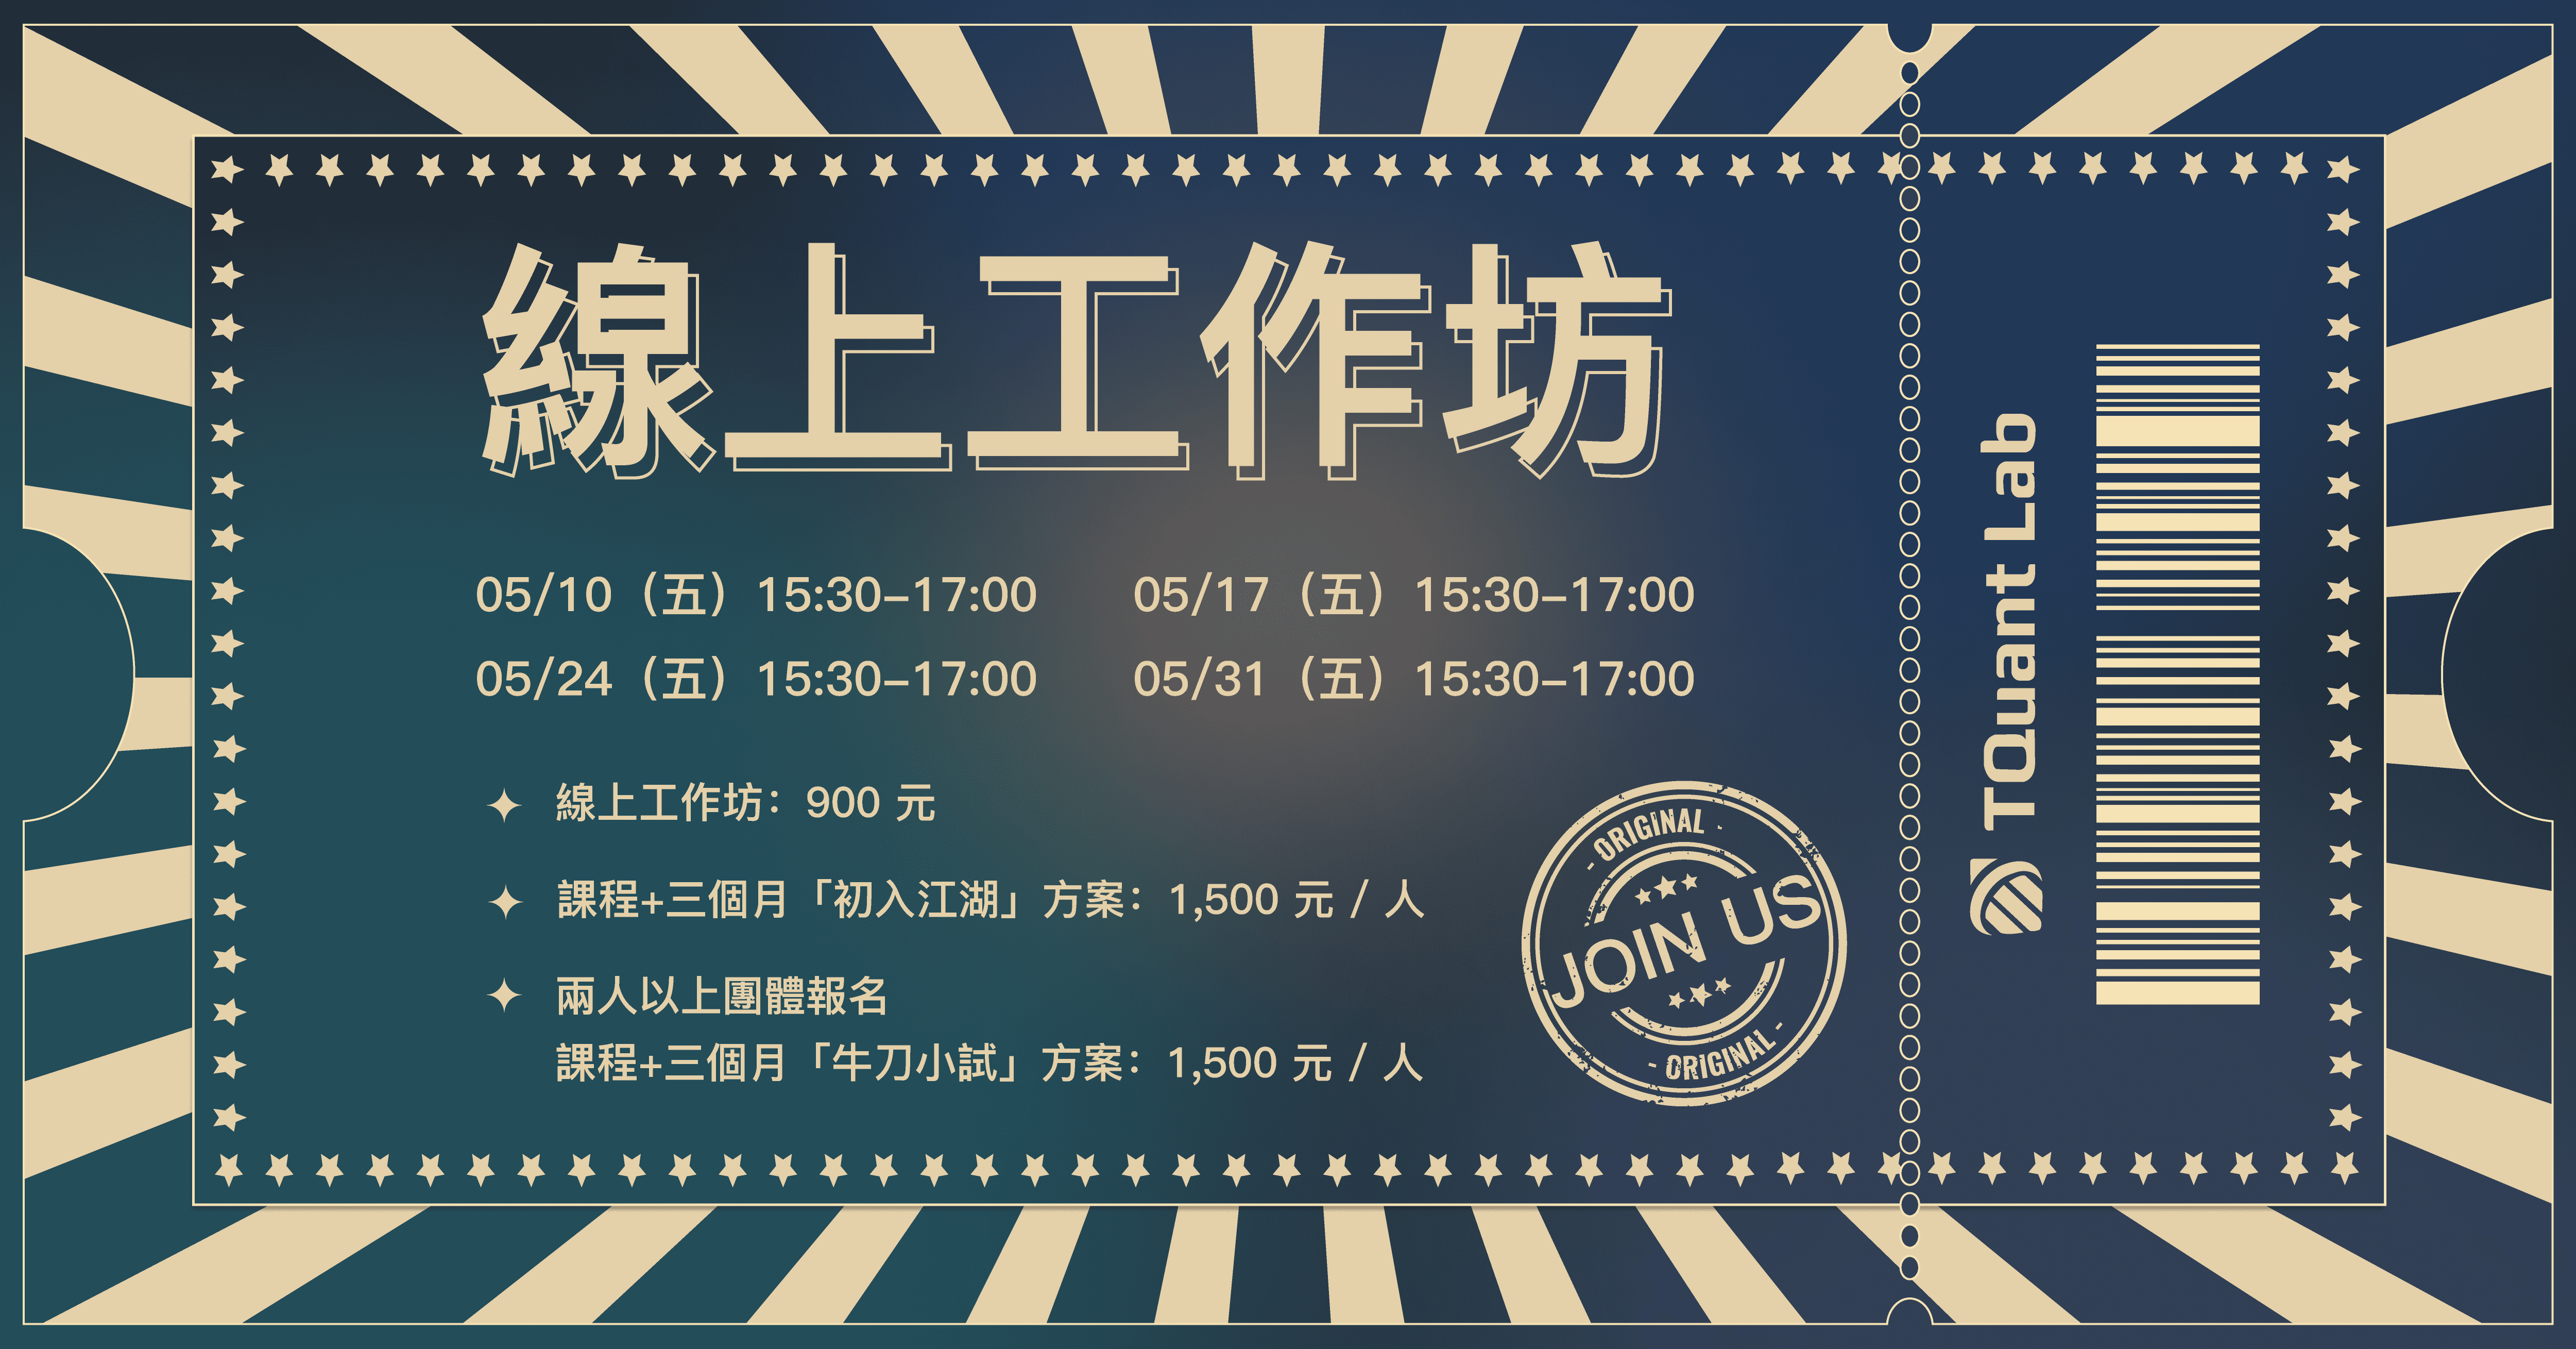 線上工作坊
05/10（五）15:30–17:00
05/17（五）15:30–17:00
05/24（五）15:30–17:00
05/31（五）15:30–17:00
線上工作坊：900 元
課程+三個月「初入江湖」方案：1,500 元 / 人
兩人以上團體報名
課程+三個月「牛刀小試」方案：1,500 元 / 人
- ORIGINAL -
JOIN US
- ORIGINAL -
TQuant Lab